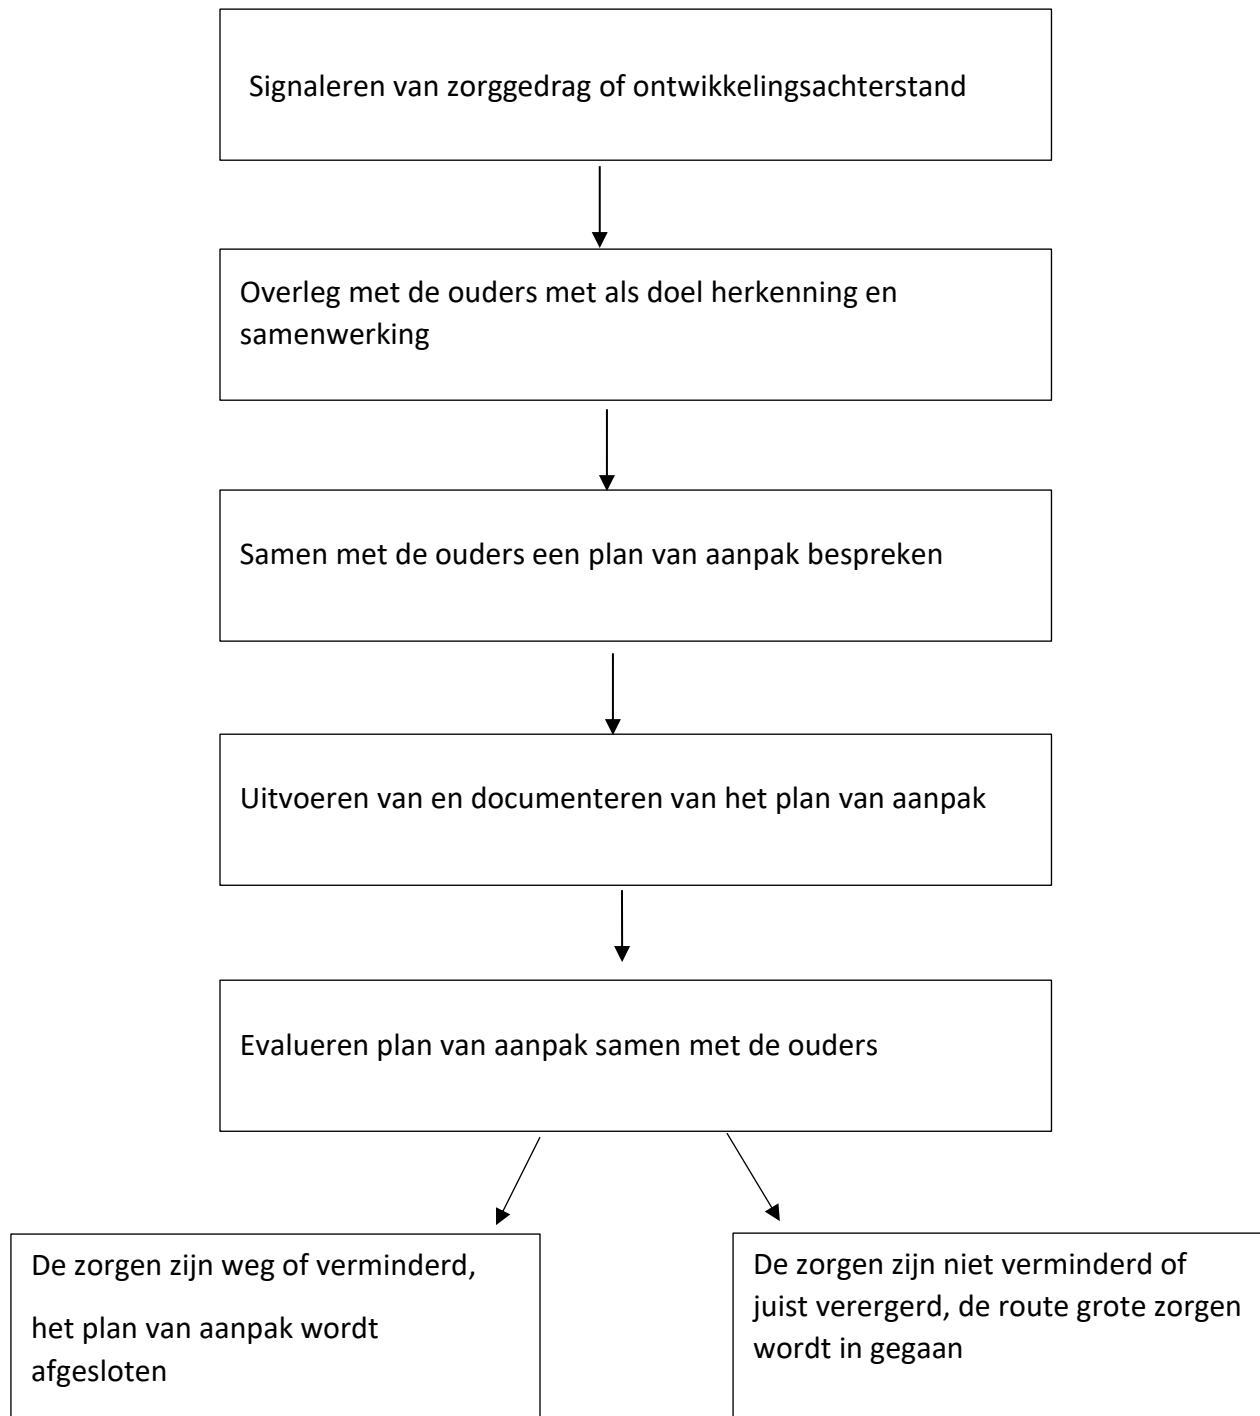 Signaleren van zorggedrag of ontwikkelingsachterstand
Overleg met de ouders met als doel herkenning en
samenwerking
Samen met de ouders een plan van aanpak bespreken
Uitvoeren van en documenteren van het plan van aanpak
Evalueren plan van aanpak samen met de ouders
De zorgen zijn weg of verminderd,
het plan van aanpak wordt
afgesloten
De zorgen zijn niet verminderd of
juist verergerd, de route grote zorgen
wordt in gegaan